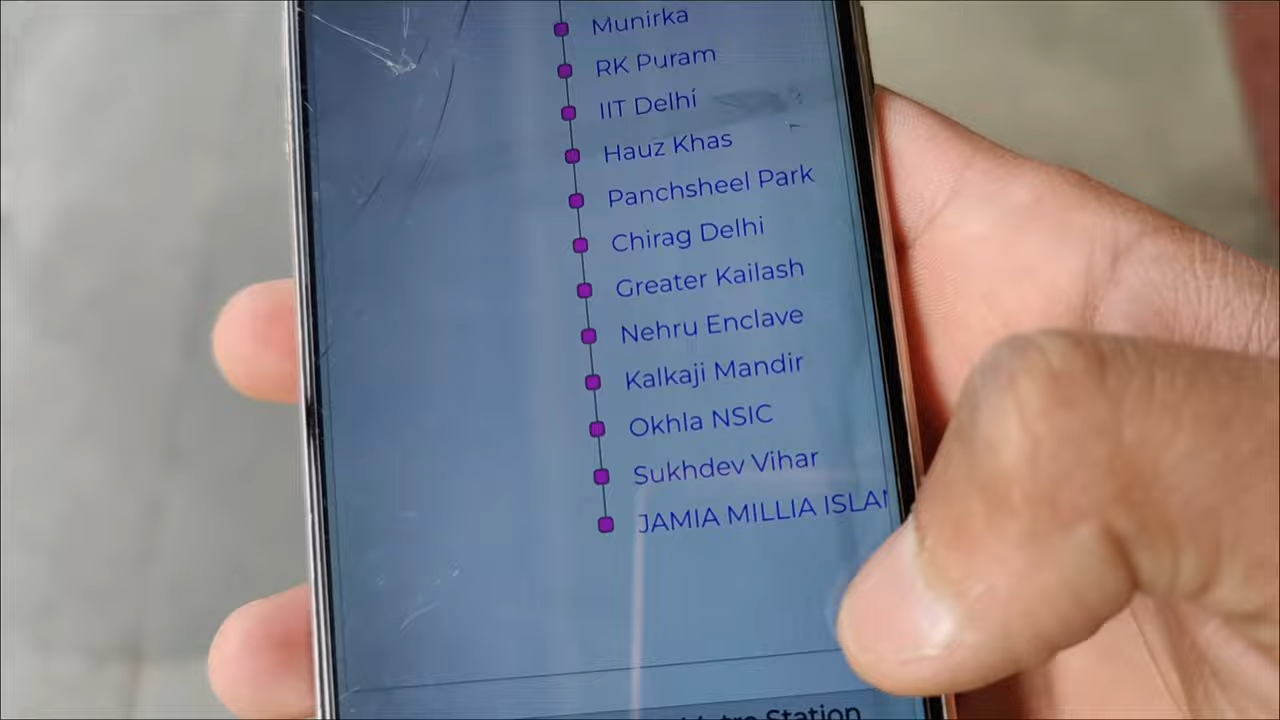 Munirka
RK Puram
IIT Delhi
Hauz Khas
Panchsheel Park
Chirag Delhi
Greater Kailash
Nehru Enclave
Kalkaji Mandir
Okhla NSIC
Sukhdev Vihar
JAMIA MILLIA ISLA
Station